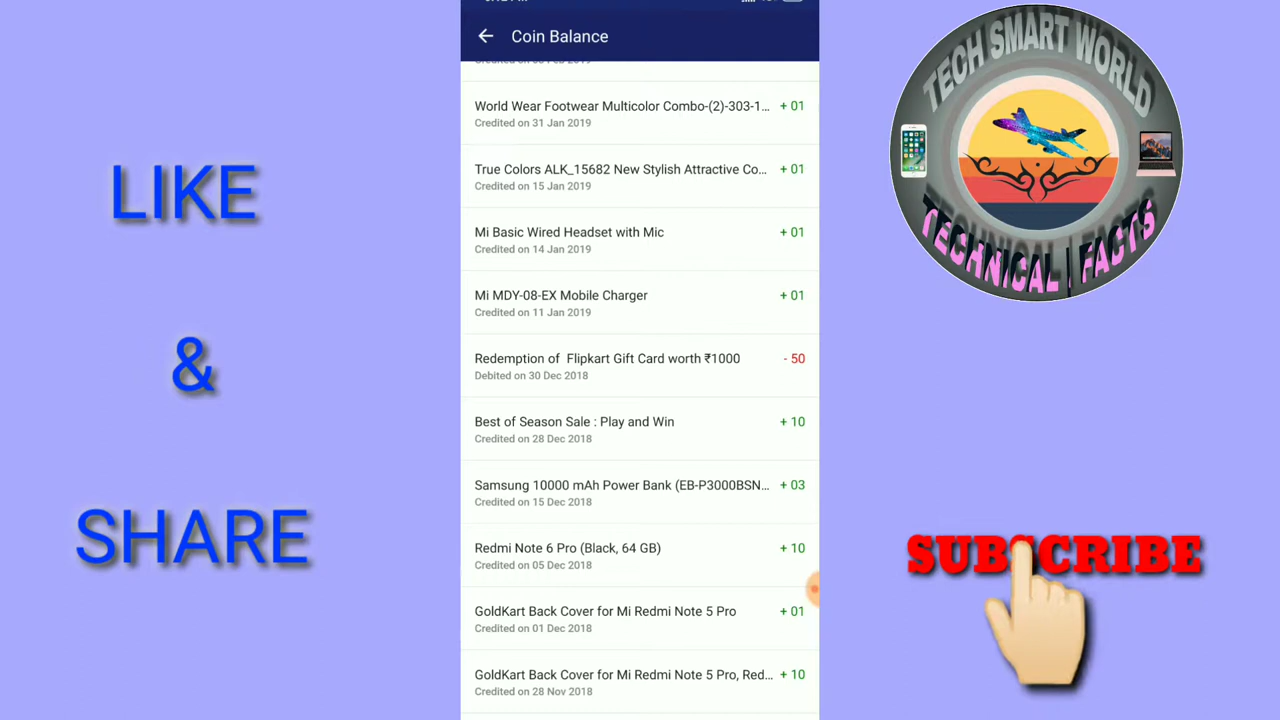 Coin Balance
World Wear Footwear Multicolor Combo-(2)-303-1... + 01
Credited on 31 Jan 2019
True Colors ALK_15682 New Stylish Attractive Co... + 01
Credited on 15 Jan 2019
Mi Basic Wired Headset with Mic + 01
Credited on 14 Jan 2019
Mi MDY-08-EX Mobile Charger + 01
Credited on 11 Jan 2019
Redemption of Flipkart Gift Card worth ₹1000 - 50
Debited on 30 Dec 2018
Best of Season Sale : Play and Win + 10
Credited on 28 Dec 2018
Samsung 10000 mAh Power Bank (EB-P3000BSN... + 03
Credited on 15 Dec 2018
Redmi Note 6 Pro (Black, 64 GB) + 10
Credited on 05 Dec 2018
GoldKart Back Cover for Mi Redmi Note 5 Pro + 01
Credited on 01 Dec 2018
GoldKart Back Cover for Mi Redmi Note 5 Pro, Red... + 10
Credited on 28 Nov 2018
LIKE
&
SHARE
TECH SMART WORLD
TECHNICAL | FACTS
SUBSCRIBE